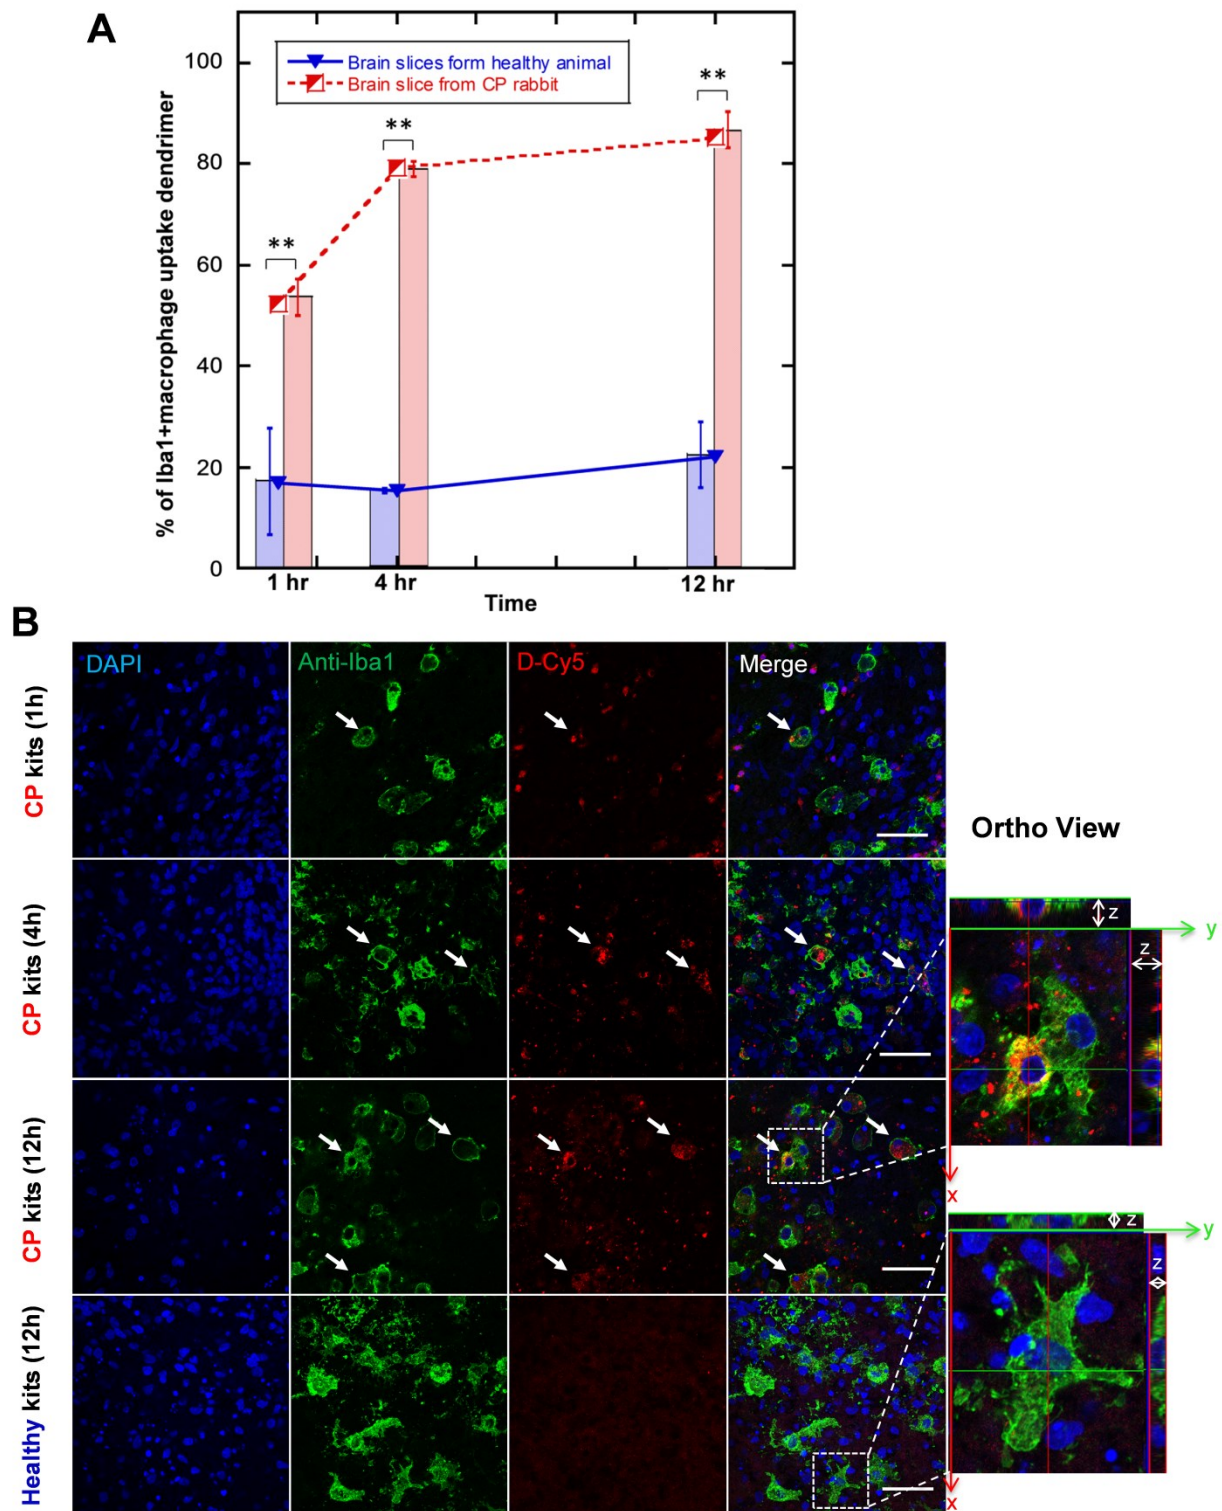 A
% of Iba1+macrophage uptake dendrimer
100
80
60
40
20
0
Brain slices form healthy animal
Brain slice from CP rabbit
**
**
**
1 hr
4 hr
12 hr
Time
B
DAPI
Anti-Iba1
D-Cy5
Merge
CP kits (1h)
CP kits (4h)
CP kits (12h)
Healthy kits (12h)
Ortho View
z
y
z
x
z
y
z
x